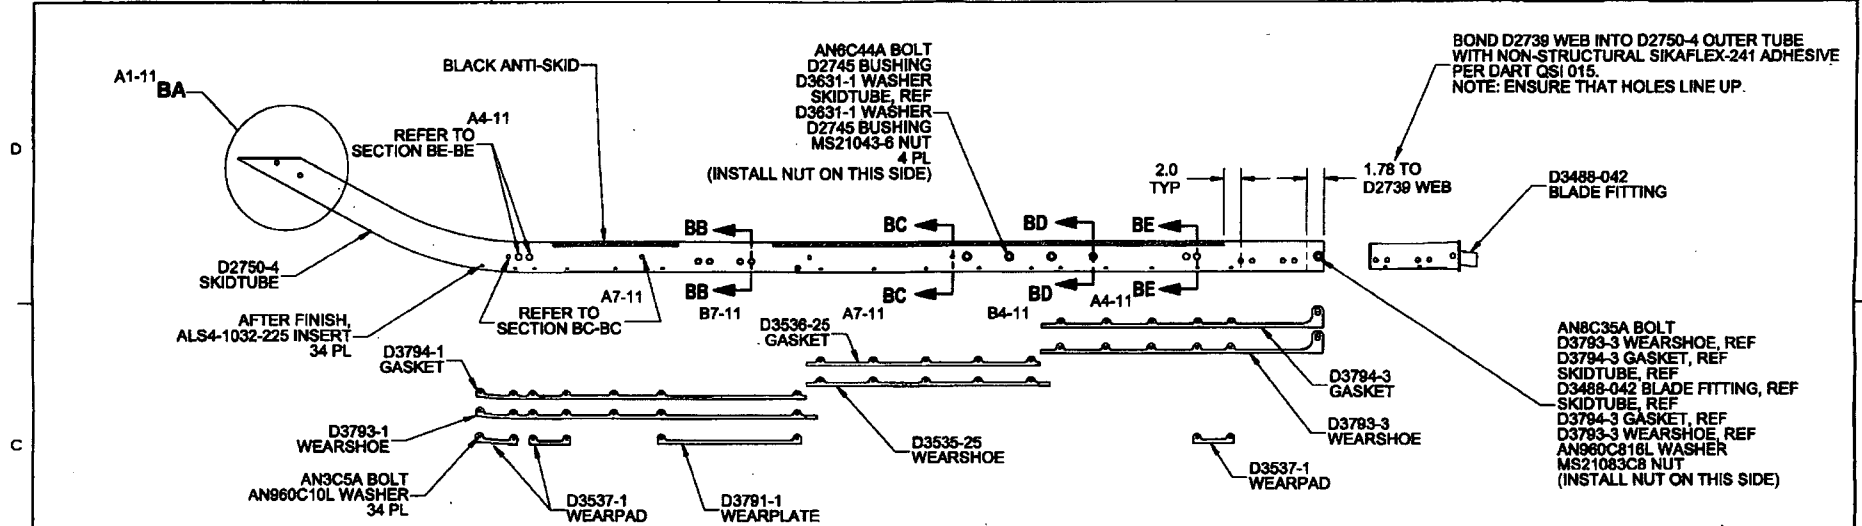 BOND D2739 WEB INTO D2750-4 OUTER TUBE
WITH NON-STRUCTURAL SIKAFLEX-241 ADHESIVE
PER DART QSI 015.
NOTE: ENSURE THAT HOLES LINE UP.
AN6C44A BOLT
D2745 BUSHING
D3631-1 WASHER
SKIDTUBE, REF
D3631-1 WASHER
D2745 BUSHING
MS21043-6 NUT
4 PL
(INSTALL NUT ON THIS SIDE)
BLACK ANTI-SKID
A1-11
BA
A4-11
REFER TO
SECTION BE-BE
D
2.0
TYP
1.78 TO
D2739 WEB
D3488-042
BLADE FITTING
BB
BC
BD
BE
D2750-4
SKIDTUBE
BB
BC
BD
BE
A7-11
REFER TO
SECTION BC-BC
B7-11
A7-11
B4-11
A4-11
AFTER FINISH,
ALS4-1032-225 INSERT
34 PL
D3794-1
GASKET
D3536-25
GASKET
D3794-3
GASKET
AN8C35A BOLT
D3793-3 WEARSHOE, REF
D3794-3 GASKET, REF
SKIDTUBE, REF
D3488-042 BLADE FITTING, REF
SKIDTUBE, REF
D3794-3 GASKET, REF
D3793-3 WEARSHOE, REF
AN960C816L WASHER
MS21083C8 NUT
(INSTALL NUT ON THIS SIDE)
C
D3793-1
WEARSHOE
D3535-25
WEARSHOE
D3793-3
WEARSHOE
AN3C5A BOLT
AN960C10L WASHER
34 PL
D3537-1
WEARPAD
D3791-1
WEARPLATE
D3537-1
WEARPAD